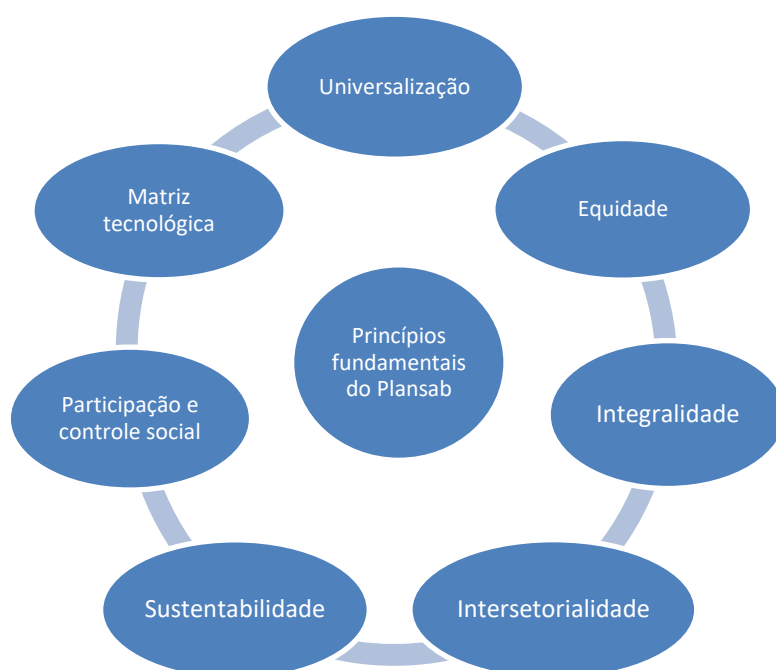 Universalização
Equidade
Integralidade
Intersetorialidade
Sustentabilidade
Participação e
controle social
Matriz
tecnológica
Princípios
fundamentais
do Plansab